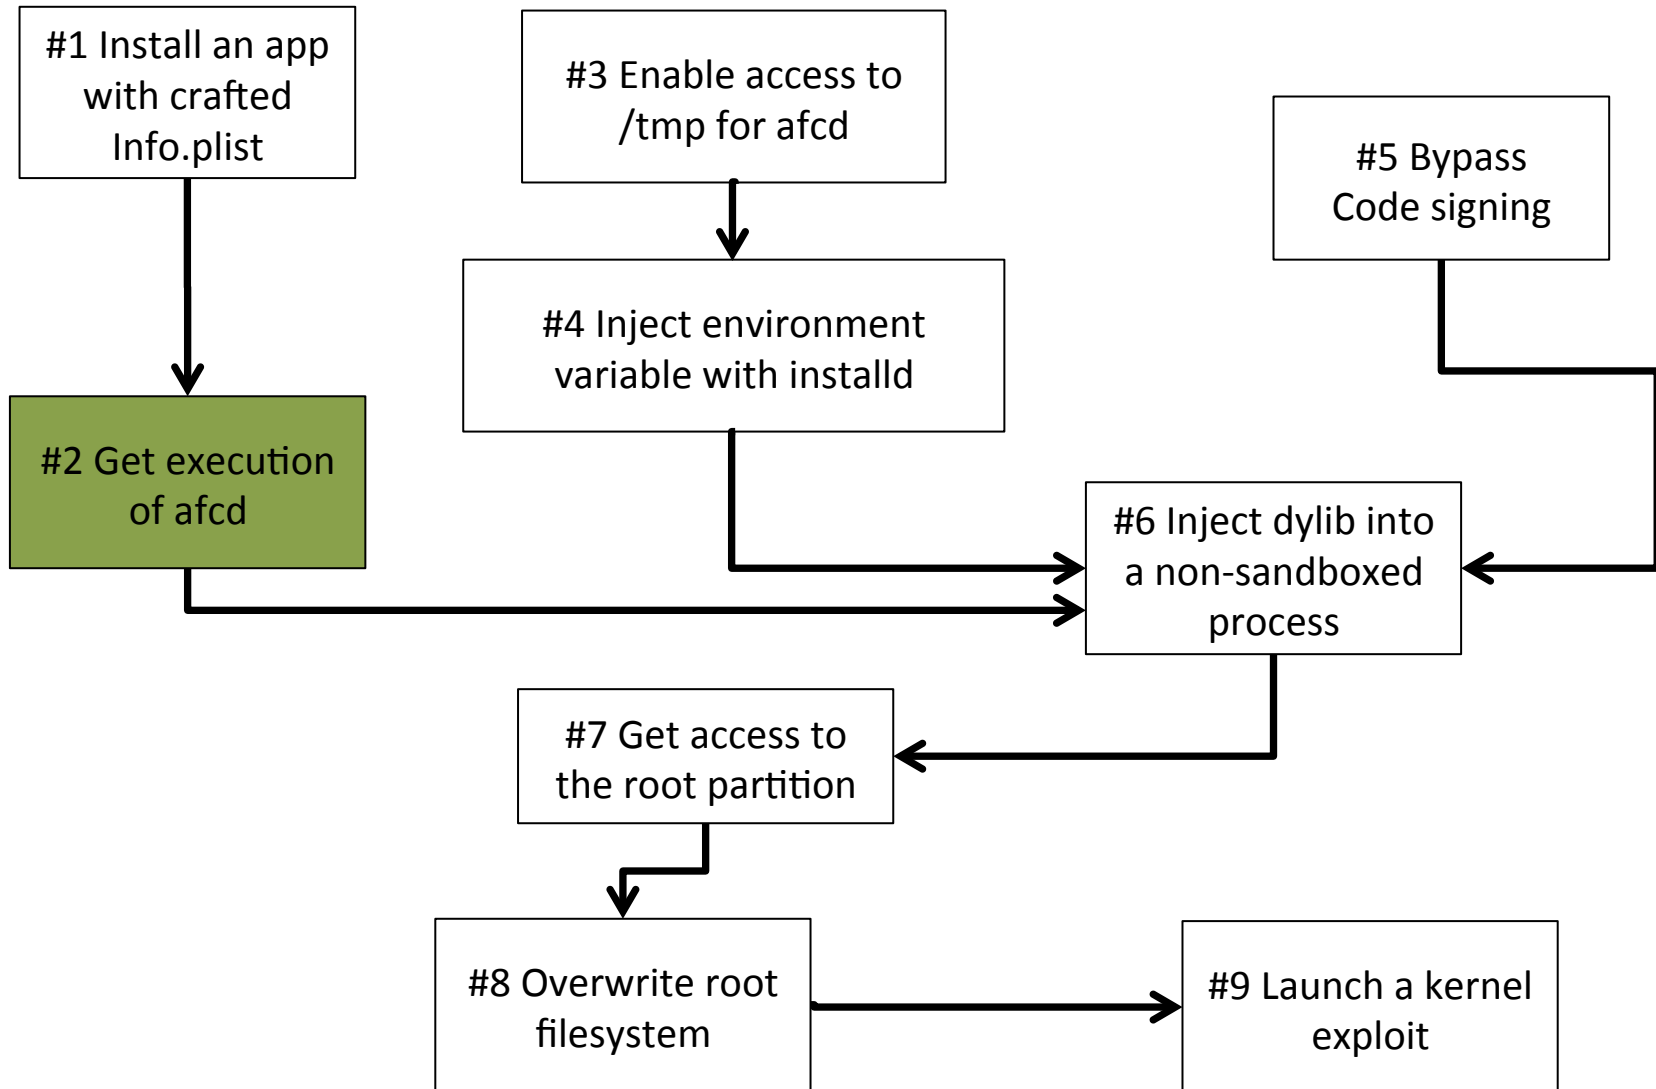 #1 Install an app
with crafted
Info.plist
#2 Get execution
of afcd
#3 Enable access to
/tmp for afcd
#4 Inject environment
variable with installd
#5 Bypass
Code signing
#6 Inject dylib into
a non-sandboxed
process
#7 Get access to
the root partition
#8 Overwrite root
filesystem
#9 Launch a kernel
exploit